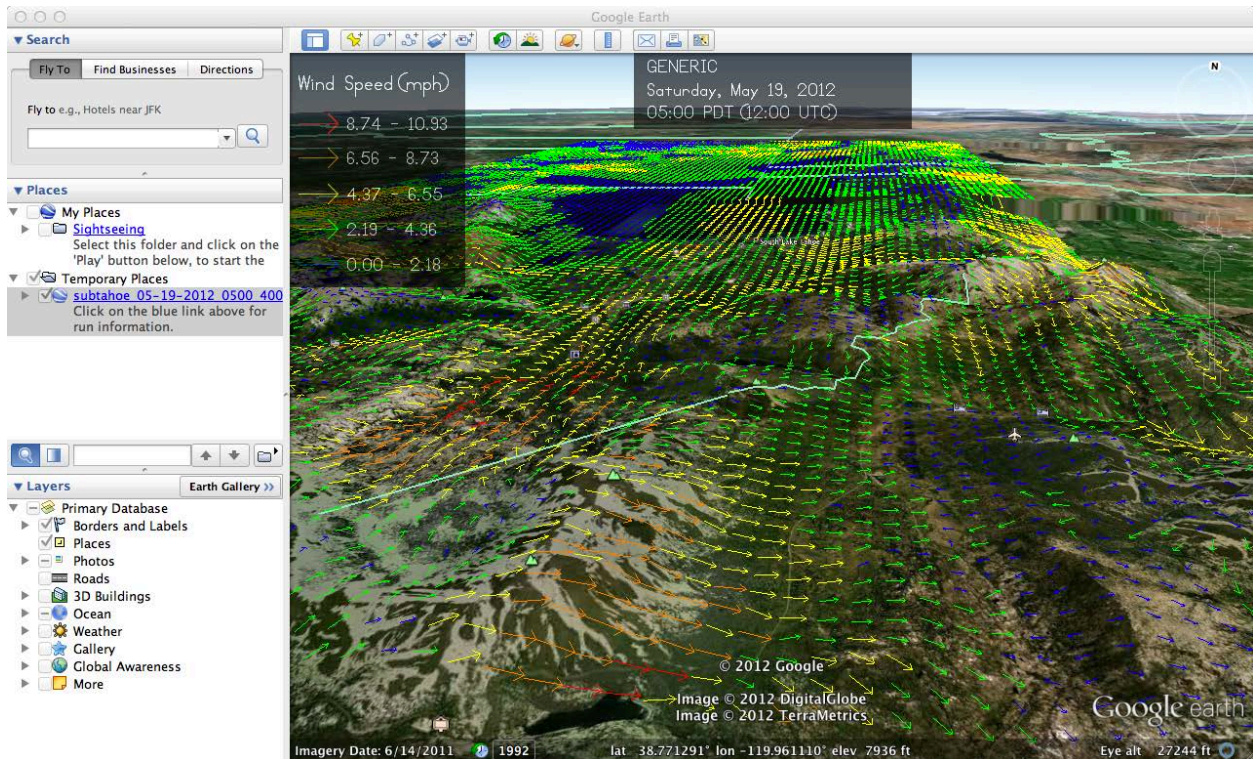 Google Earth
Search
Fly To Find Businesses Directions
Fly to e.g., Hotels near JFK
Places
My Places
Sightseeing
Select this folder and click on the
'Play' button below, to start the
Temporary Places
subtahoe_05-19-2012_0500_400
Click on the blue link above for
run information.
Layers
Earth Gallery >>
Primary Database
Borders and Labels
Places
Photos
Roads
3D Buildings
Ocean
Weather
Gallery
Global Awareness
More
Wind Speed (mph)
8.74 - 10.93
6.56 - 8.73
4.37 - 6.55
2.19 - 4.36
0.00 - 2.18
GENERIC
Saturday, May 19, 2012
05:00 PDT (12:00 UTC)
N
South Lake Tahoe
© 2012 Google
Image © 2012 DigitalGlobe
Image © 2012 TerraMetrics
Google earth
Imagery Date: 6/14/2011 1992 lat 38.771291° lon -119.961110° elev 7936 ft Eye alt 27244 ft